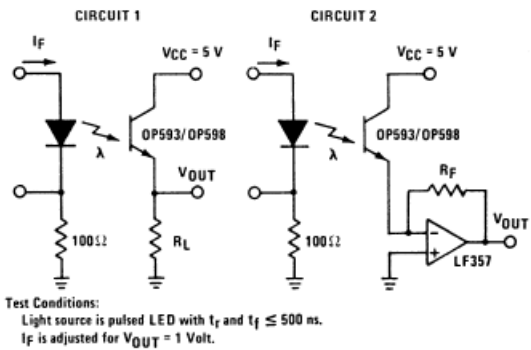 CIRCUIT 1
CIRCUIT 2
IF
VCC = 5 V
OP593/OP598
λ
VOUT
100Ω
RL
IF
VCC = 5 V
OP593/OP598
λ
RF
VOUT
100Ω
LF357
Test Conditions:
Light source is pulsed LED with tr and tf ≤ 500 ns.
IF is adjusted for VOUT = 1 Volt.